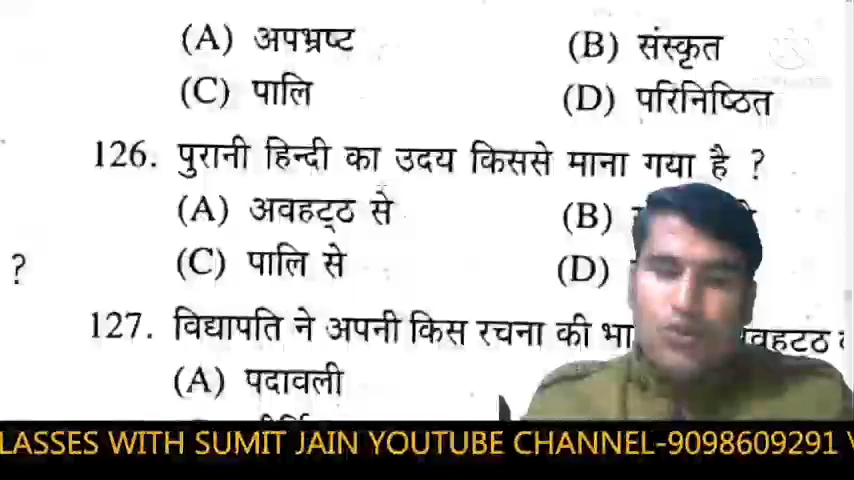 (A) अपभ्रष्ट (B) संस्कृत
(C) पालि (D) परिनिष्ठित
126. पुरानी हिन्दी का उदय किससे माना गया है ?
(A) अवहट्ठ से (B)
?
(C) पालि से (D)
127. विद्यापति ने अपनी किस रचना की
(A) पदावली
LASSES WITH SUMIT JAIN YOUTUBE CHANNEL-9098609291